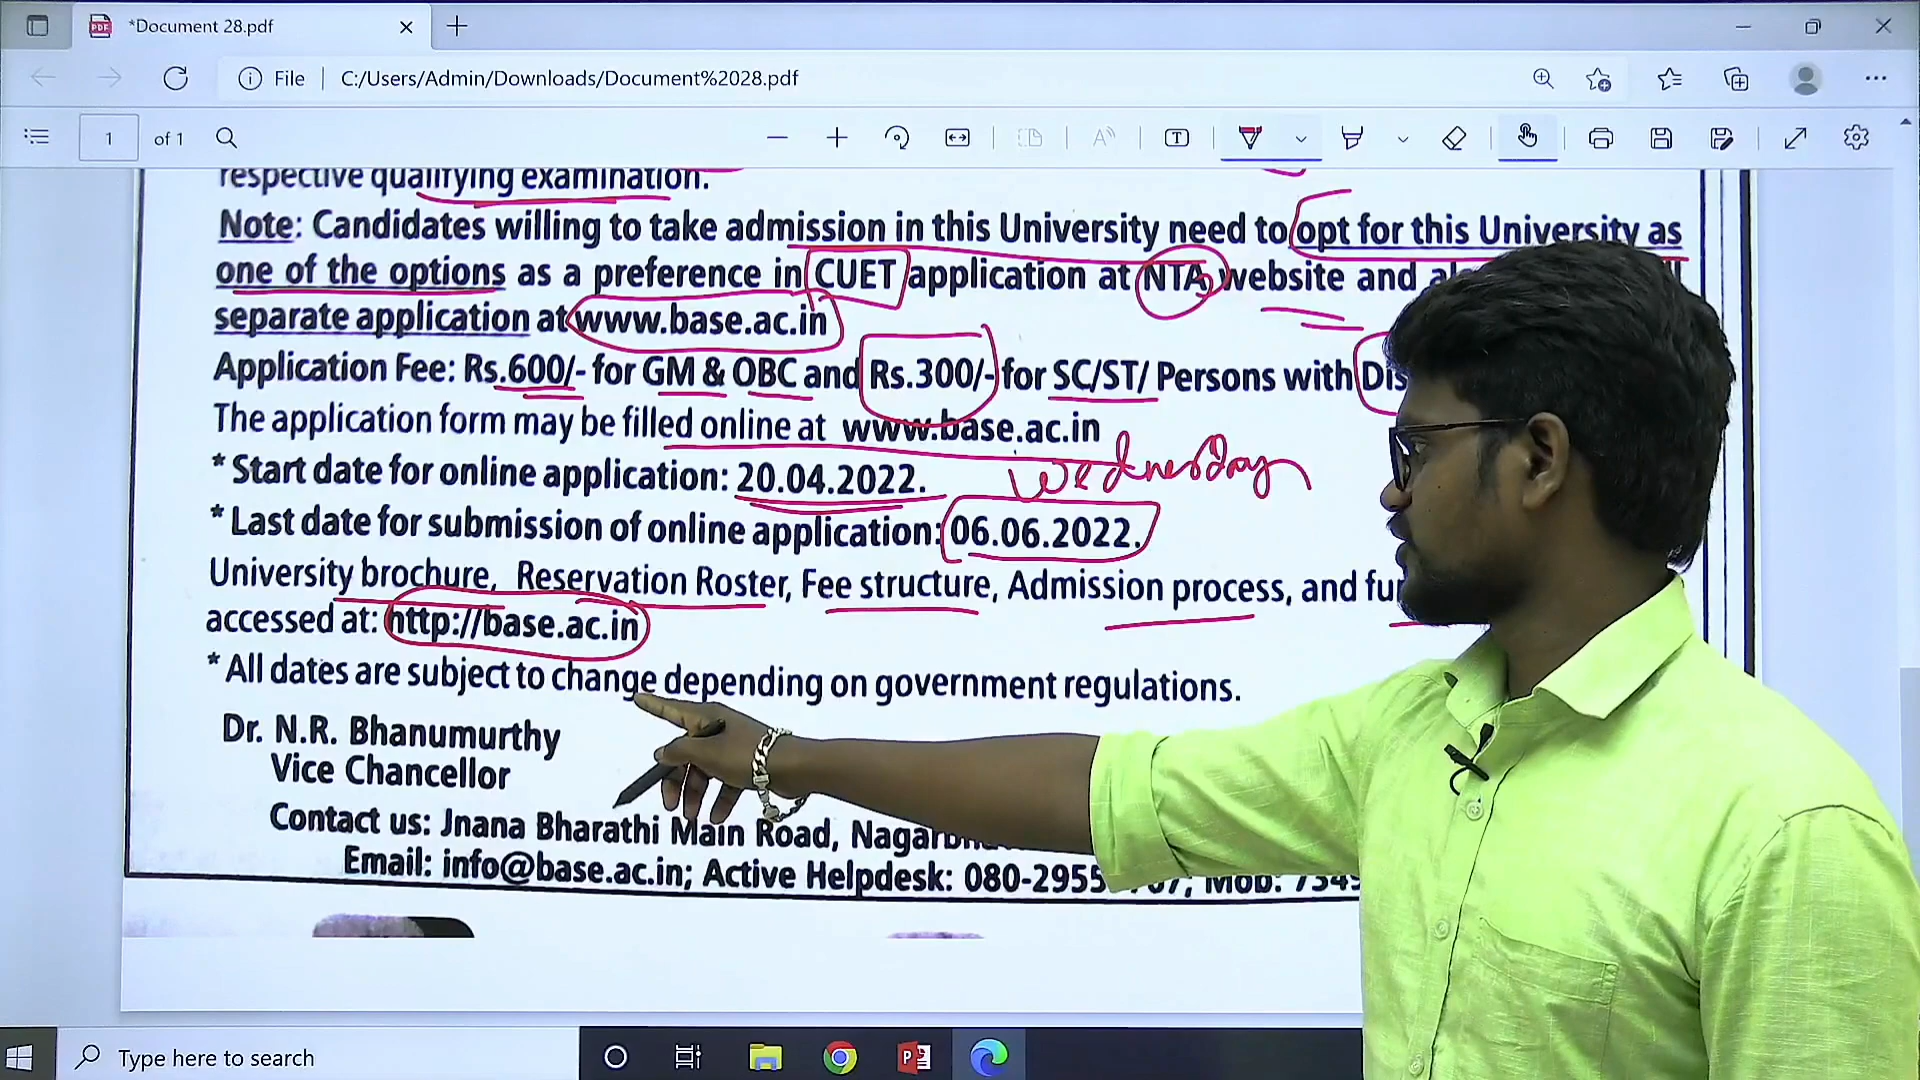 *Document 28.pdf
File
C:/Users/Admin/Downloads/Document%2028.pdf
1 of 1
respective qualifying examination.
Note: Candidates willing to take admission in this University need to opt for this University as
one of the options as a preference in CUET application at NTA website and
separate application at www.base.ac.in
Application Fee: Rs.600/- for GM & OBC and Rs.300/- for SC/ST/ Persons with Dis
The application form may be filled online at www.base.ac.in
* Start date for online application: 20.04.2022.
Wednesday
* Last date for submission of online application: 06.06.2022.
University brochure, Reservation Roster, Fee structure, Admission process, and fu
accessed at: http://base.ac.in
* All dates are subject to change depending on government regulations.
Dr. N.R. Bhanumurthy
Vice Chancellor
Contact us: Jnana Bharathi Main Road,
Email: info@base.ac.in; Active Helpdesk: 080-2955 Mob: 7349
Type here to search